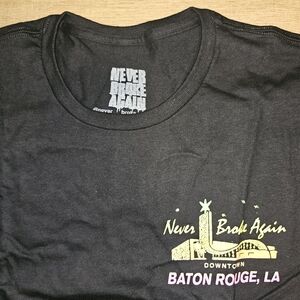 NEVER
BROKE
AGAIN
Never Broke Again
DOWNTOWN
BATON ROUGE, LA